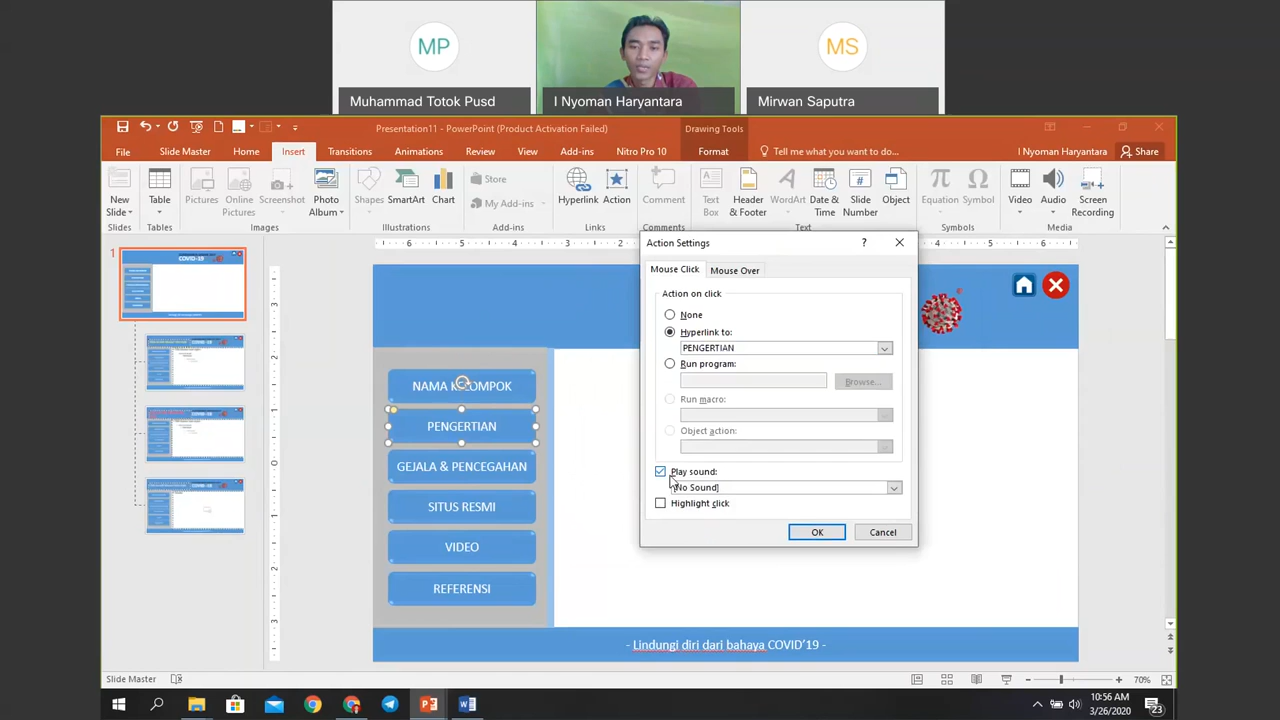 MP
MS
Muhammad Totok Pusd
I Nyoman Haryantara
Mirwan Saputra
Presentation11 - PowerPoint (Product Activation Failed)
Drawing Tools
File
Slide Master
Home
Insert
Transitions
Animations
Review
View
Add-ins
Nitro Pro 10
Format
Tell me what you want to do...
I Nyoman Haryantara
Share
New Slide
Table
Pictures
Online Pictures
Screenshot
Photo Album
Shapes
SmartArt
Chart
Store
My Add-ins
Hyperlink
Action
Comment
Text Box
Header & Footer
WordArt
Date & Time
Slide Number
Object
Equation
Symbol
Video
Audio
Screen Recording
Slides
Tables
Images
Illustrations
Add-ins
Links
Comments
Text
Symbols
Media
1
COVID-19
Action Settings
?
Mouse Click
Mouse Over
Action on click
None
Hyperlink to:
PENGERTIAN
Run program:
Browse...
Run macro:
Object action:
Play sound:
[No Sound]
Highlight click
OK
Cancel
NAMA KELOMPOK
PENGERTIAN
GEJALA & PENCEGAHAN
SITUS RESMI
VIDEO
REFERENSI
- Lindungi diri dari bahaya COVID'19 -
Slide Master
70%
10:56 AM
3/26/2020
23